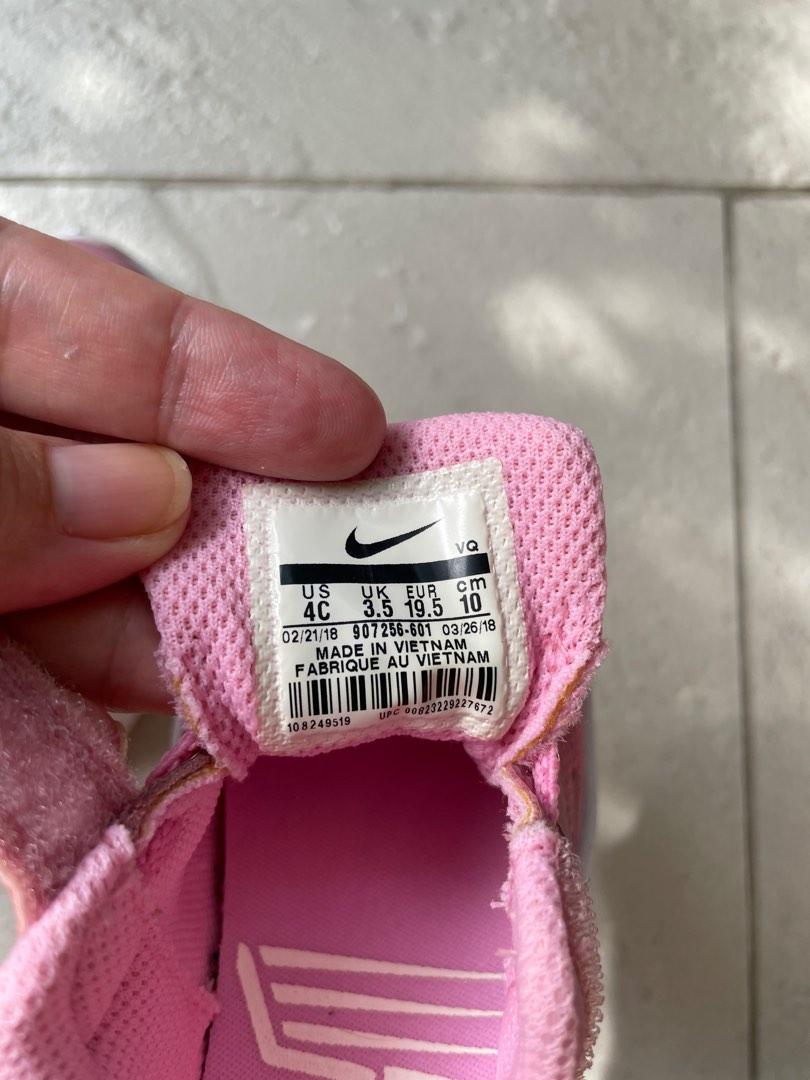 VQ
US UK EUR cm
4C 3.5 19.5 10
02/21/18 907256-601 03/26/18
MADE IN VIETNAM
FABRIQUE AU VIETNAM
108249519 UPC 00823229227672